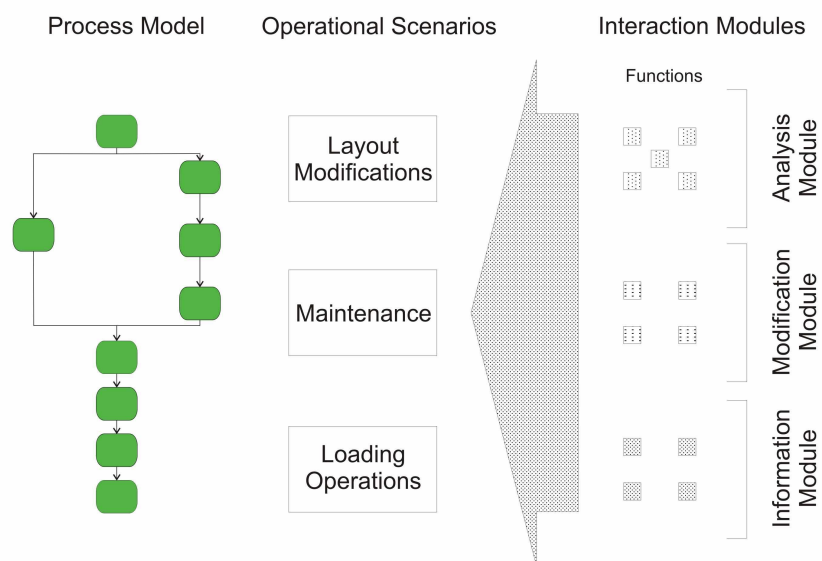 Process Model
Operational Scenarios
Interaction Modules
Functions
Layout
Modifications
Analysis
Module
Maintenance
Modification
Module
Loading
Operations
Information
Module